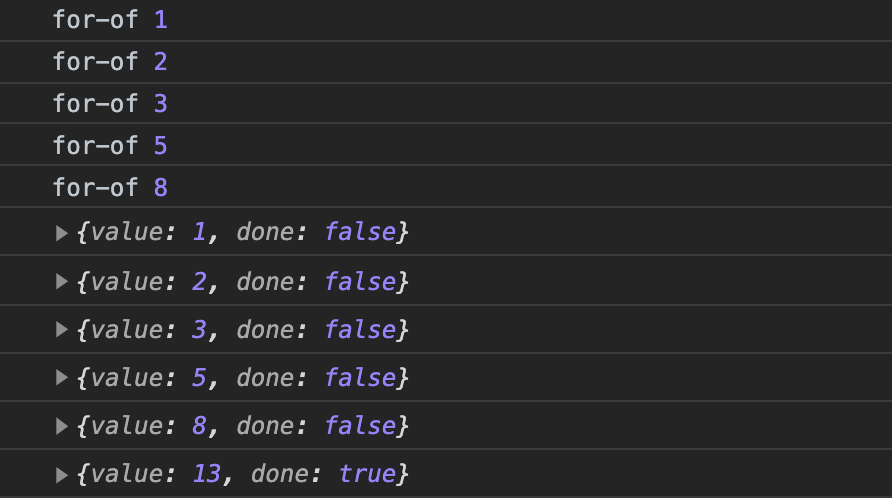 for-of 1
for-of 2
for-of 3
for-of 5
for-of 8
{value: 1, done: false}
{value: 2, done: false}
{value: 3, done: false}
{value: 5, done: false}
{value: 8, done: false}
{value: 13, done: true}